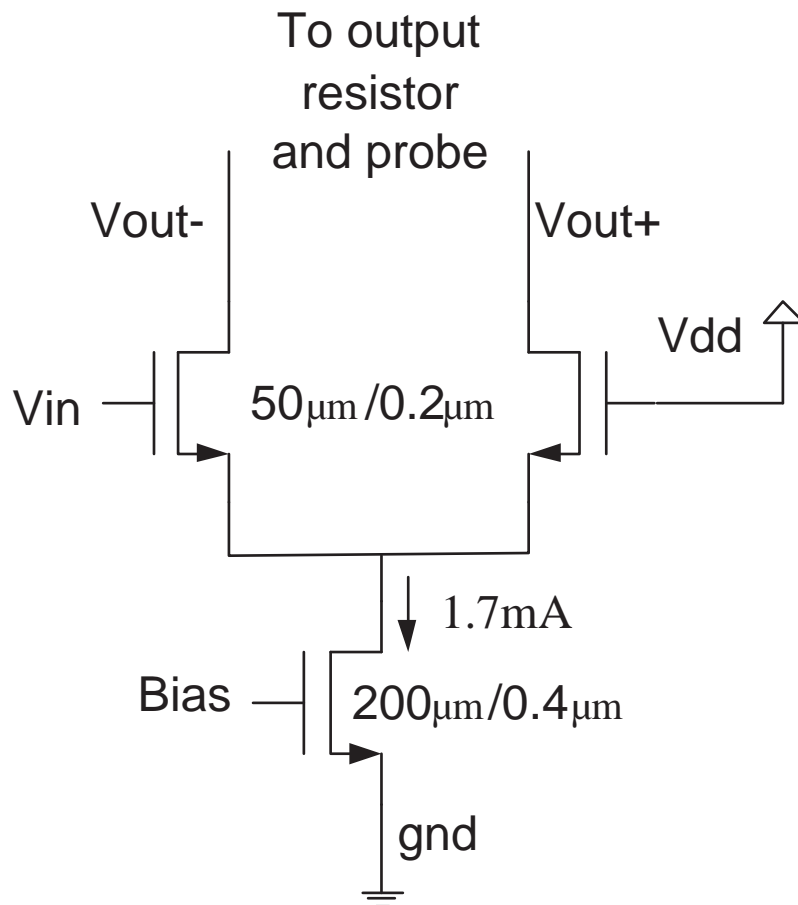 To output
resistor
and probe
Vout-
Vout+
Vdd
Vin
50μm/0.2μm
1.7mA
Bias
200μm/0.4μm
gnd